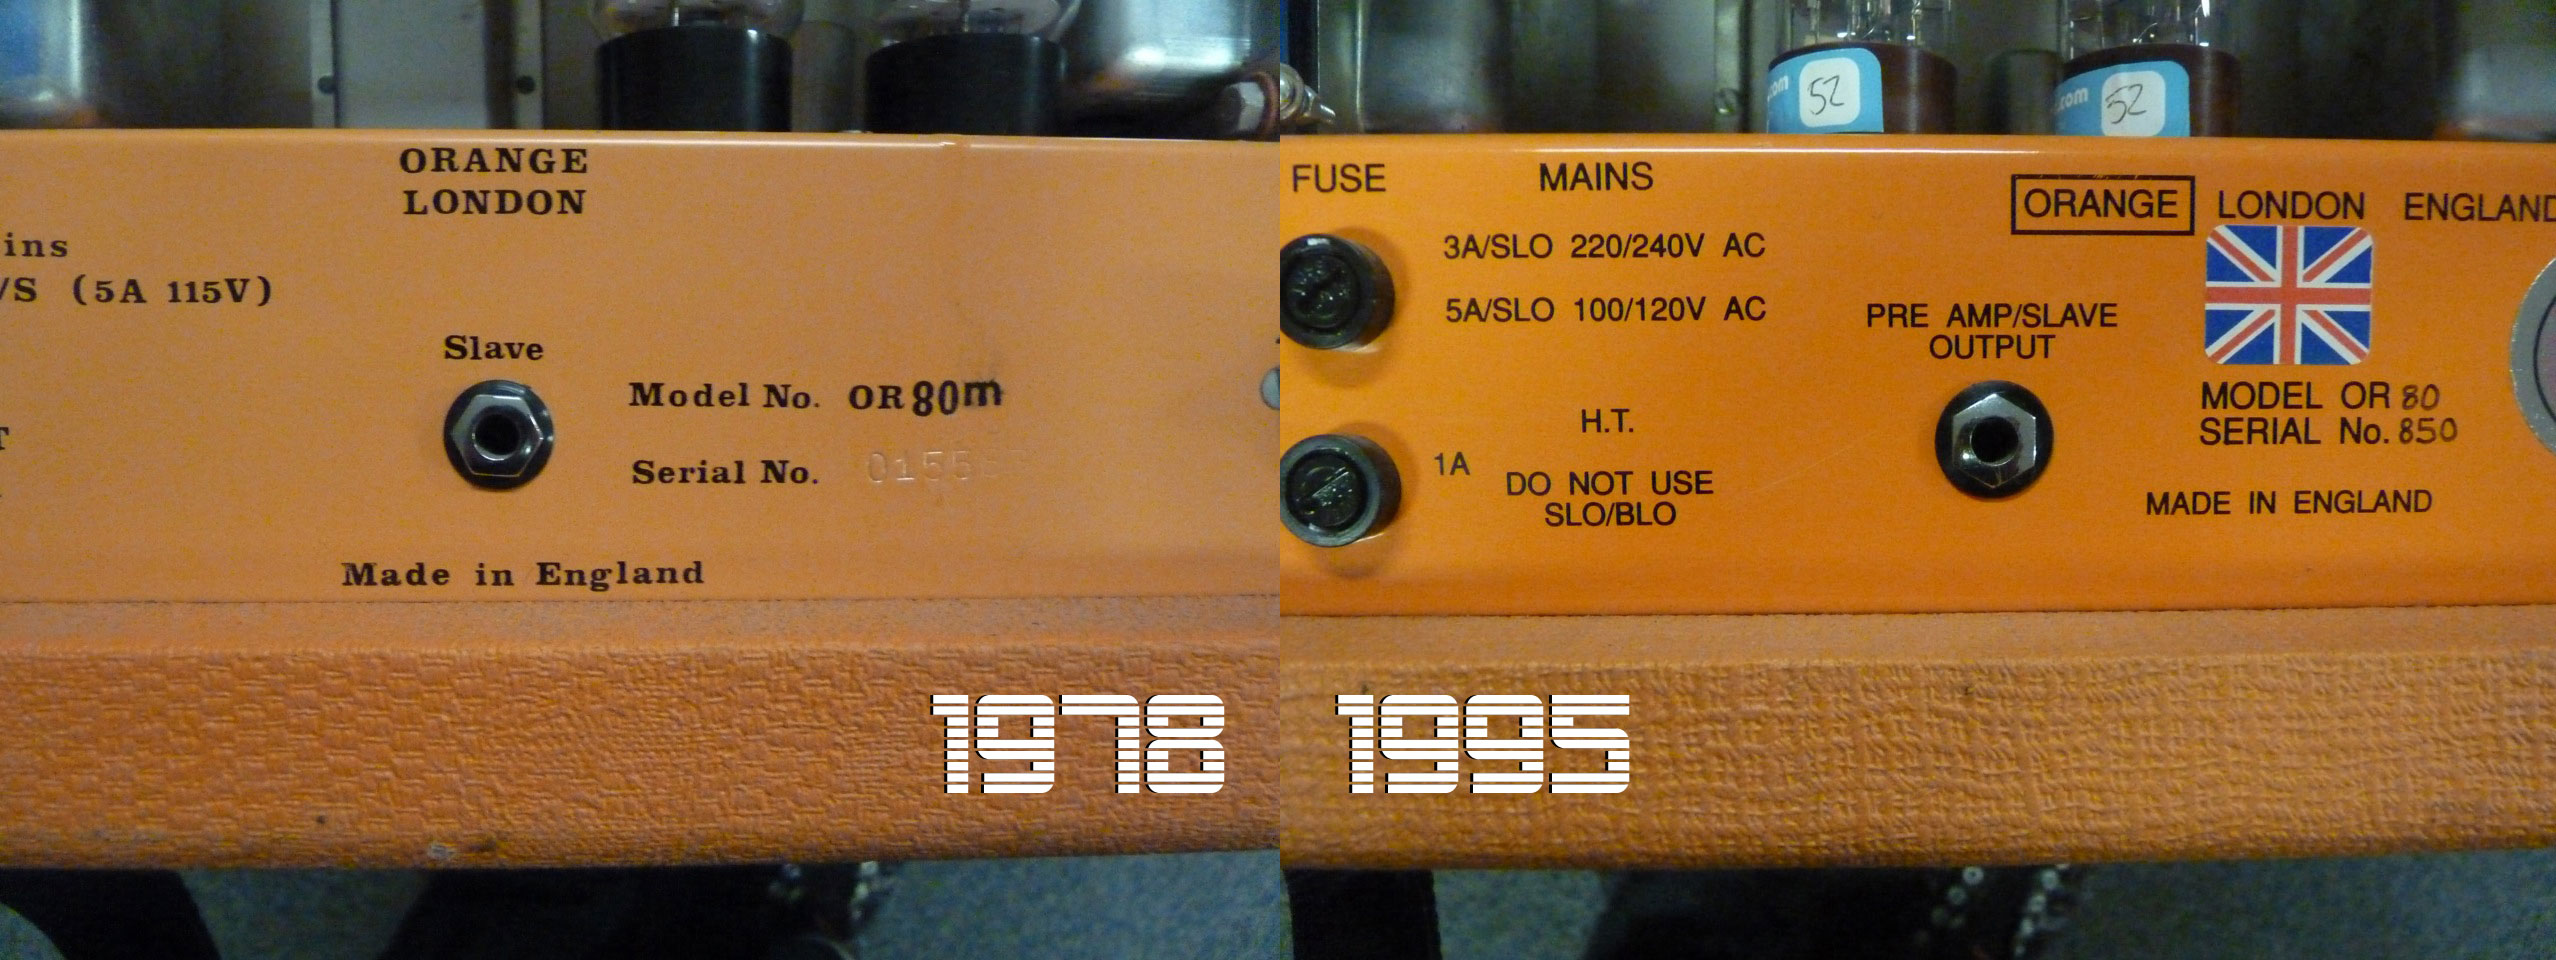 ORANGE
LONDON
ins
/S (5A 115V)
Slave
Model No. OR 80m
Serial No.
Made in England
1978
.com 52
.com 52
FUSE MAINS
3A/SLO 220/240V AC
5A/SLO 100/120V AC
H.T.
1A
DO NOT USE
SLO/BLO
ORANGE LONDON ENGLAND
PRE AMP/SLAVE
OUTPUT
MODEL OR 80
SERIAL No. 850
MADE IN ENGLAND
1995